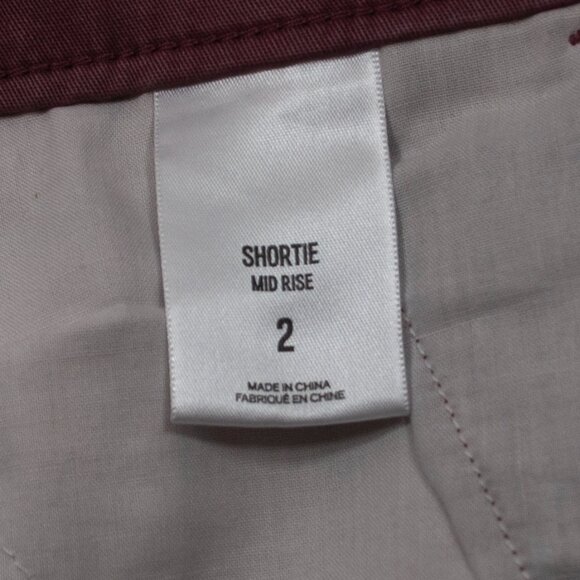 SHORTIE
MID RISE
2
MADE IN CHINA
FABRIQUÉ EN CHINE